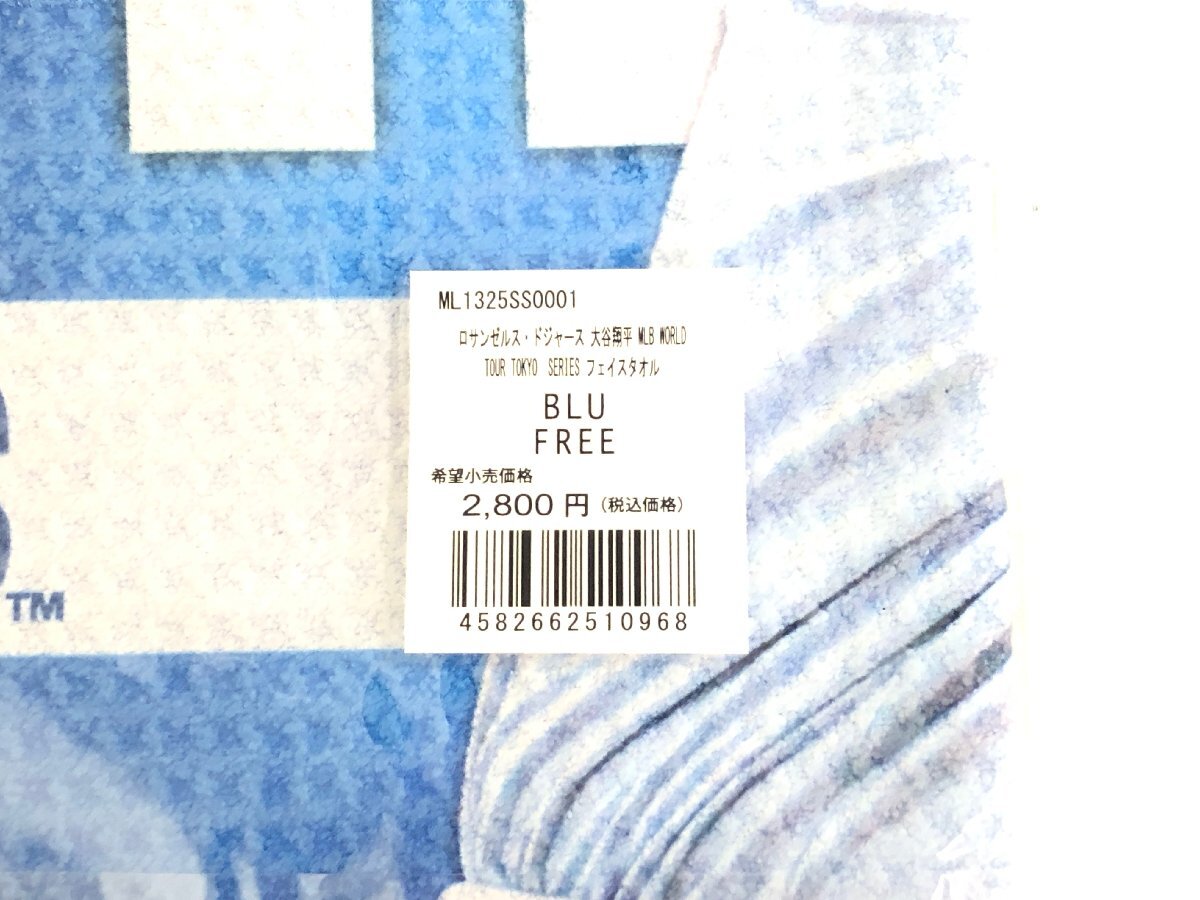 ML1325SS0001
ロサンゼルス・ドジャース 大谷翔平 MLB WORLD
TOUR TOKYO SERIES フェイスタオル
BLU
FREE
希望小売価格
2,800 円 (税込価格)
4582662510968
TM